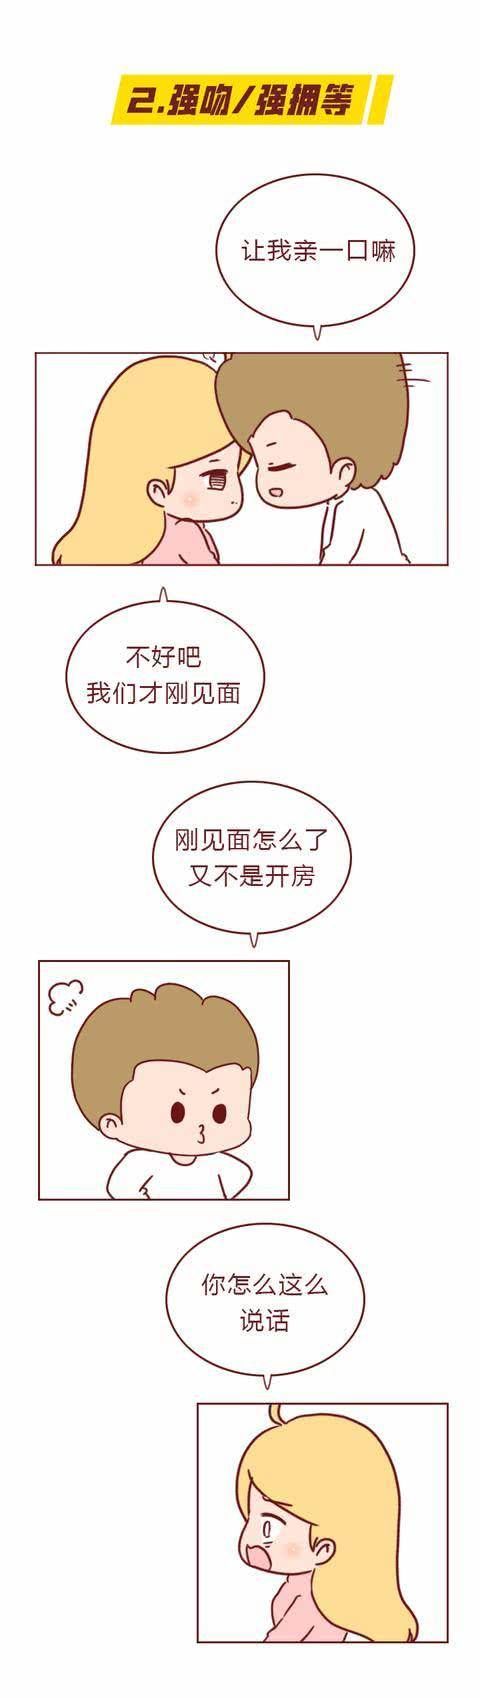 2.强吻/强拥等
让我亲一口嘛
不好吧
我们才刚见面
刚见面怎么了
又不是开房
你怎么这么
说话